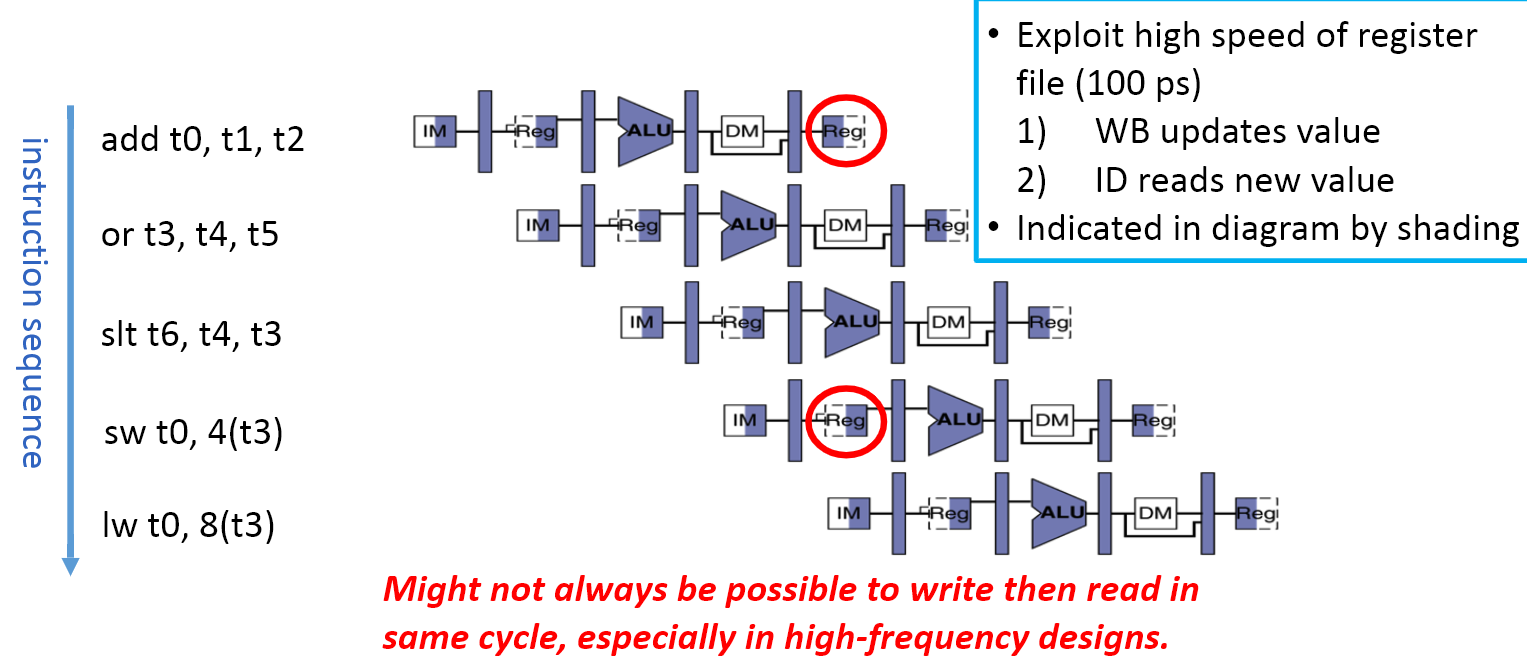 • Exploit high speed of register
file (100 ps)
1) WB updates value
2) ID reads new value
• Indicated in diagram by shading
instruction sequence
add t0, t1, t2
IM Reg ALU DM Reg
or t3, t4, t5
IM Reg ALU DM Reg
slt t6, t4, t3
IM Reg ALU DM Reg
sw t0, 4(t3)
IM Reg ALU DM Reg
lw t0, 8(t3)
IM Reg ALU DM Reg
Might not always be possible to write then read in
same cycle, especially in high-frequency designs.